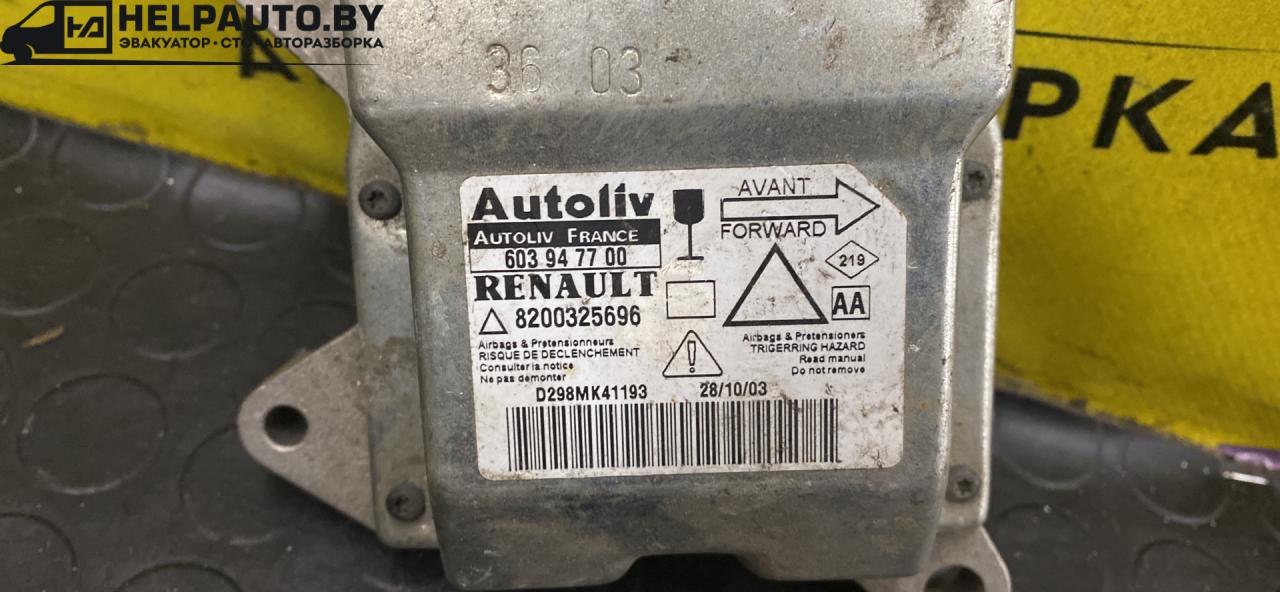 HELPAUTO.BY
ЭВАКУАТОР·СТО·АВТОРАЗБОРКА
36 03
А
РКА
Autoliv
AUTOLIV FRANCE
603 94 77 00
RENAULT
8200325696
AVANT
FORWARD
219
AA
Airbags & Pretensionneurs
RISQUE DE DECLENCHEMENT
Consulter la notice
Ne pas demonter
Airbags & Pretensioners
TRIGERRING HAZARD
Read manual
Do not remove
D298MK41193 28/10/03